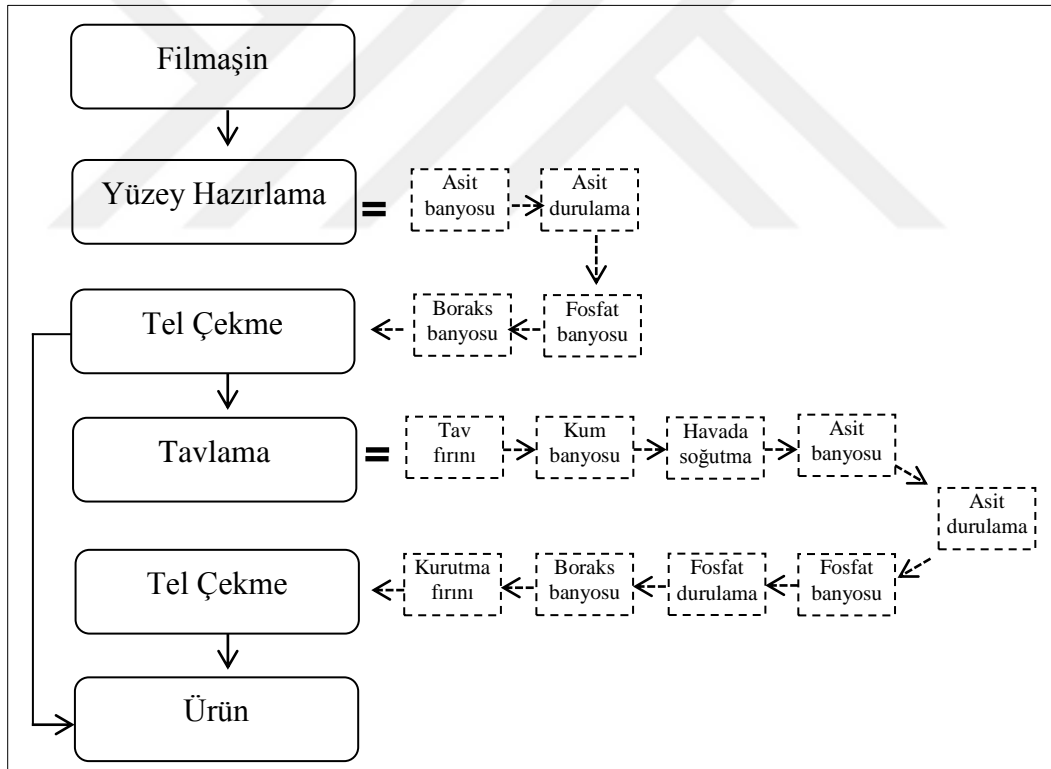 Filmaşin
Yüzey Hazırlama
=
Asit
banyosu
Asit
durulama
Fosfat
banyosu
Boraks
banyosu
Tel Çekme
Tavlama
=
Tav
fırını
Kum
banyosu
Havada
soğutma
Asit
banyosu
Asit
durulama
Fosfat
banyosu
Fosfat
durulama
Boraks
banyosu
Kurutma
fırını
Tel Çekme
Ürün